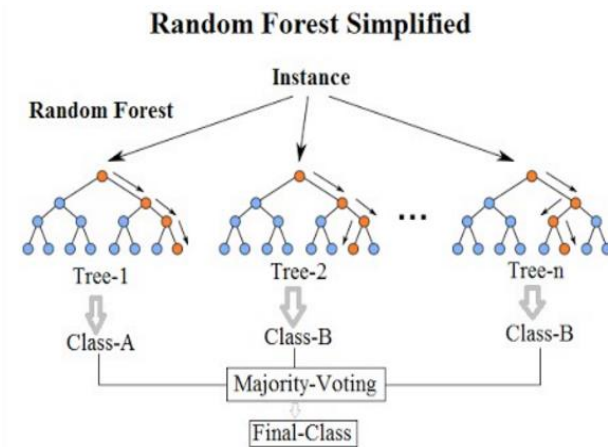 Random Forest Simplified
Instance
Random Forest
...
Tree-1
Tree-2
Tree-n
Class-A
Class-B
Class-B
Majority-Voting
Final-Class